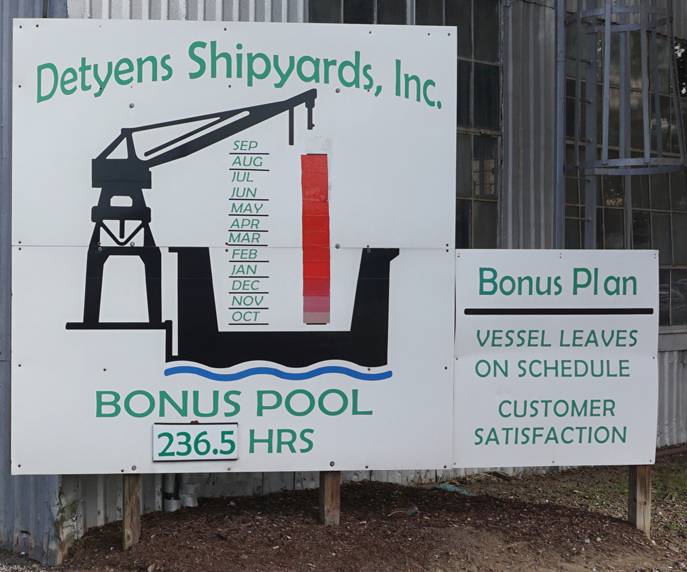 Detyens Shipyards, Inc.
SEP
AUG
JUL
JUN
MAY
APR
MAR
FEB
JAN
DEC
NOV
OCT
BONUS POOL
236.5 HRS
Bonus Plan
VESSEL LEAVES
ON SCHEDULE
CUSTOMER
SATISFACTION